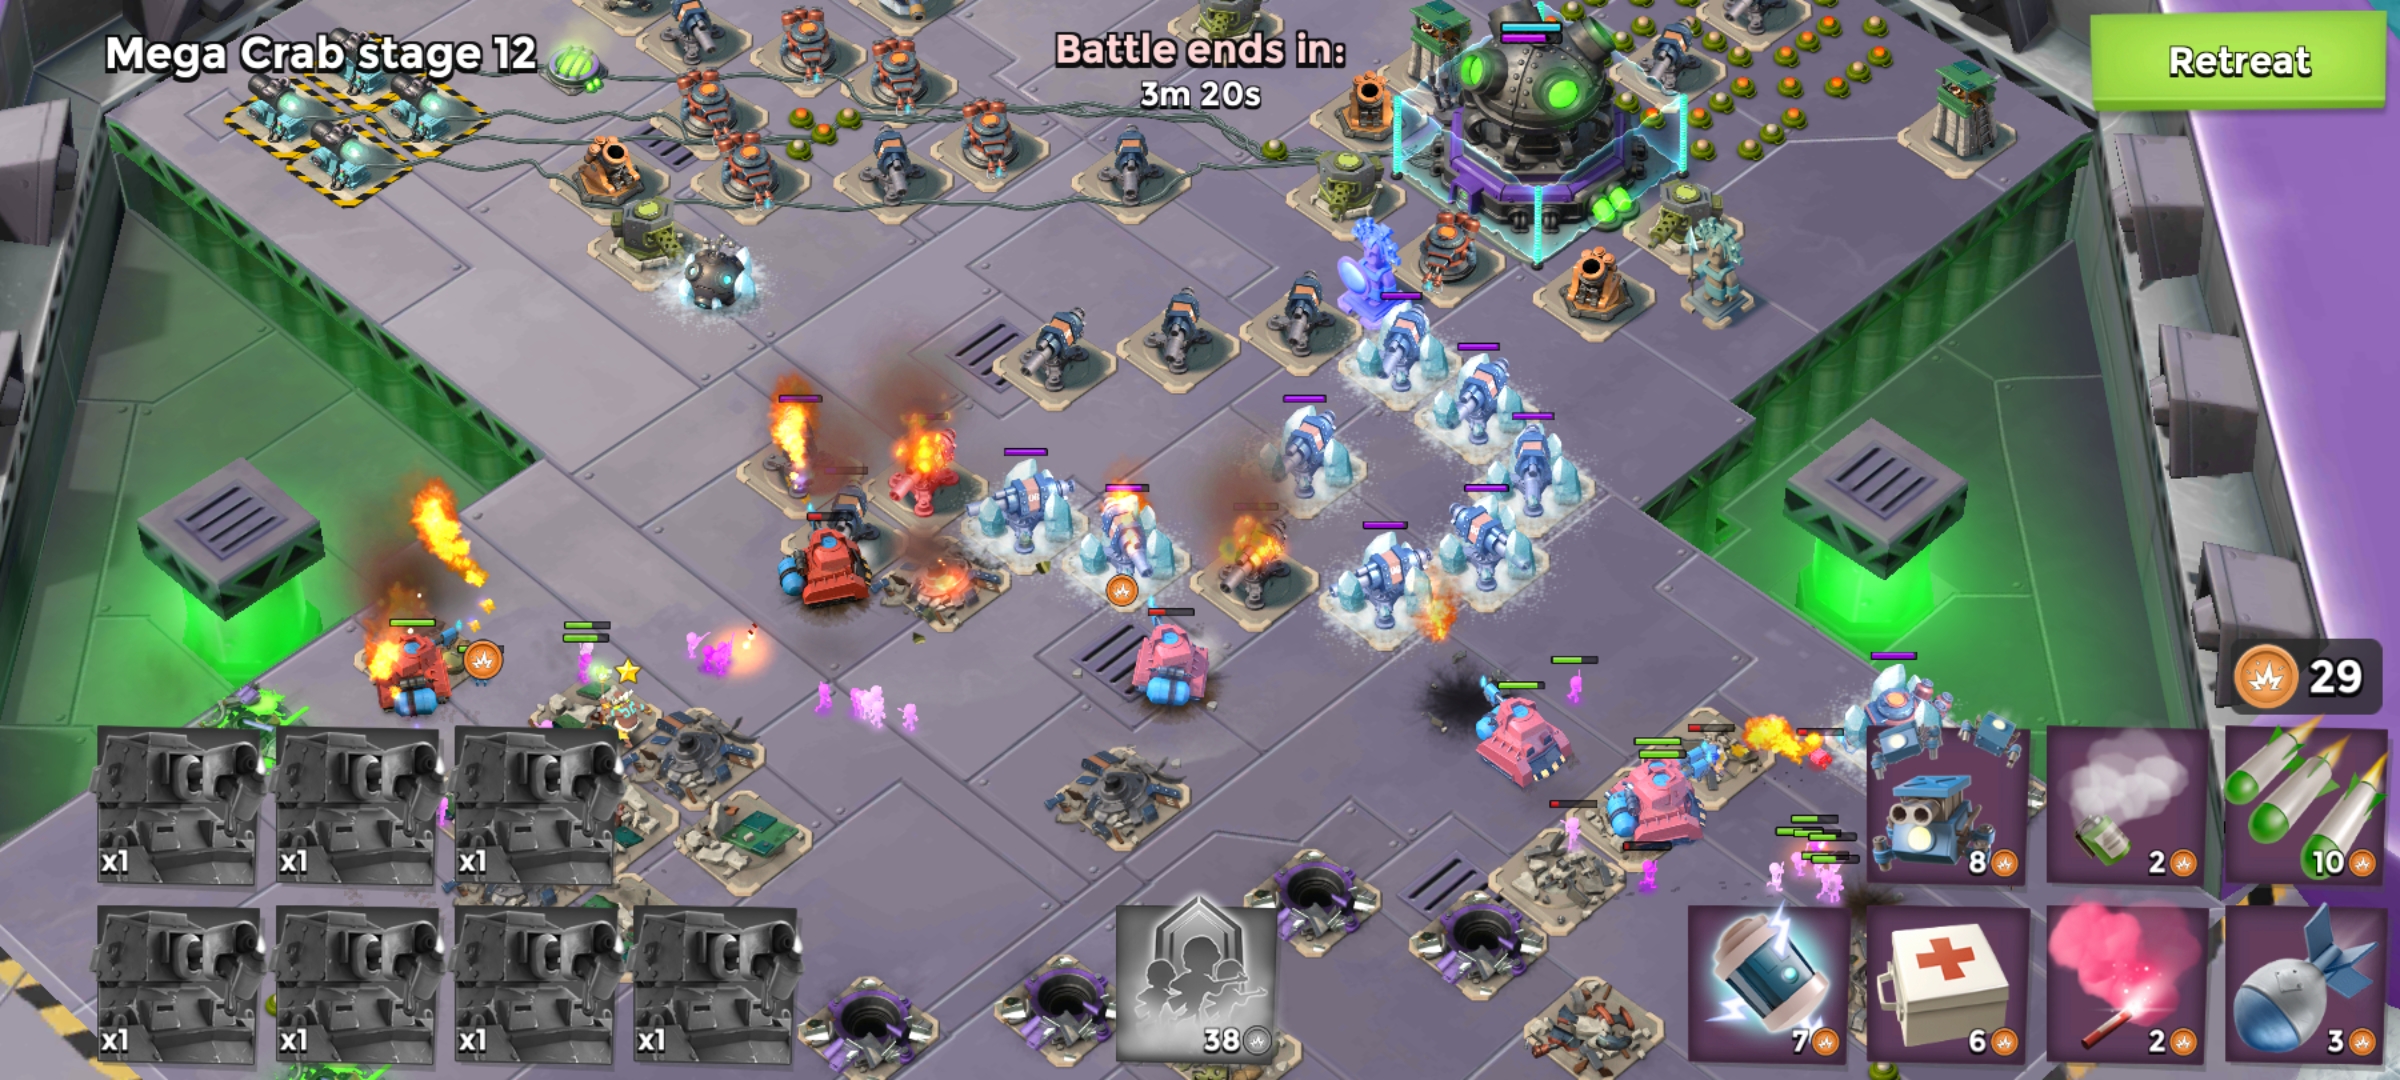 Mega Crab stage 12
Battle ends in:
3m 20s
Retreat
29
x1
x1
x1
8
2
10
x1
x1
x1
x1
38
7
6
2
3